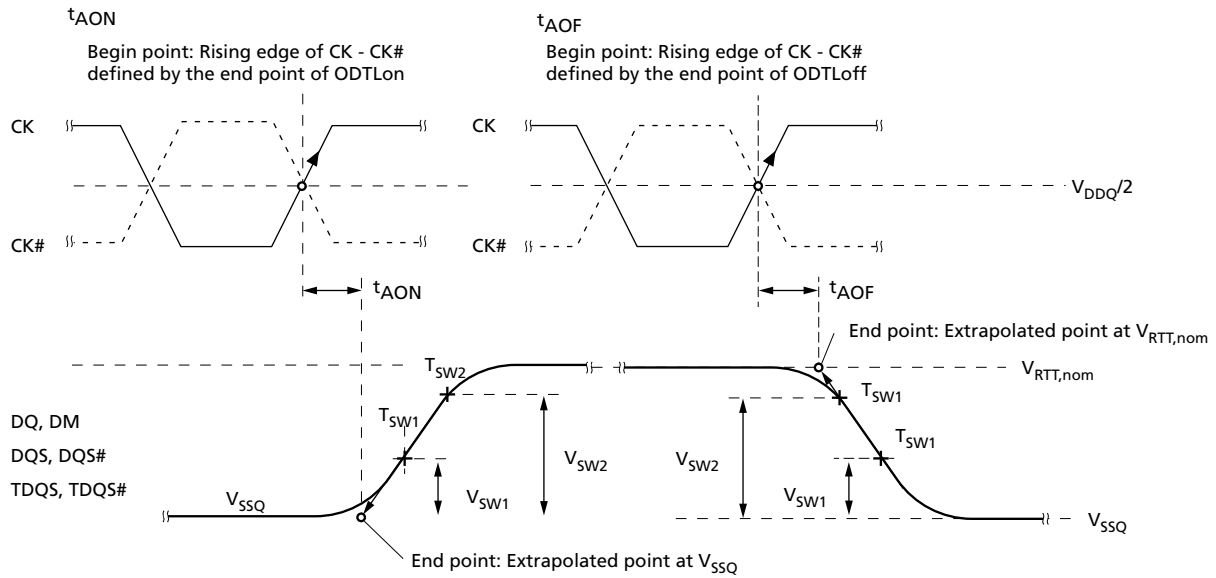 tAON
Begin point: Rising edge of CK - CK#
defined by the end point of ODTLon
tAOF
Begin point: Rising edge of CK - CK#
defined by the end point of ODTLoff
CK
CK
VDDQ/2
CK#
CK#
tAON
tAOF
End point: Extrapolated point at VRTT,nom
VRTT,nom
TSW2
TSW1
TSW1
TSW1
DQ, DM
DQS, DQS#
TDQS, TDQS#
VSW2
VSW2
VSW1
VSW1
VSSQ
VSSQ
End point: Extrapolated point at VSSQ